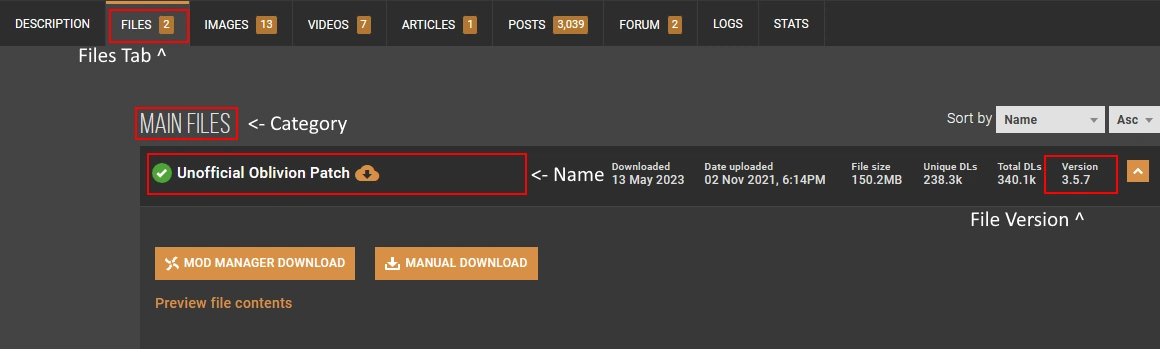 DESCRIPTION FILES 2 IMAGES 13 VIDEOS 7 ARTICLES 1 POSTS 3,039 FORUM 2 LOGS STATS
Files Tab ^
MAIN FILES <- Category Sort by Name Asc
Unofficial Oblivion Patch <- Name Downloaded Date uploaded File size Unique DLs Total DLs Version
13 May 2023 02 Nov 2021, 6:14PM 150.2MB 238.3k 340.1k 3.5.7
File Version ^
MOD MANAGER DOWNLOAD MANUAL DOWNLOAD
Preview file contents